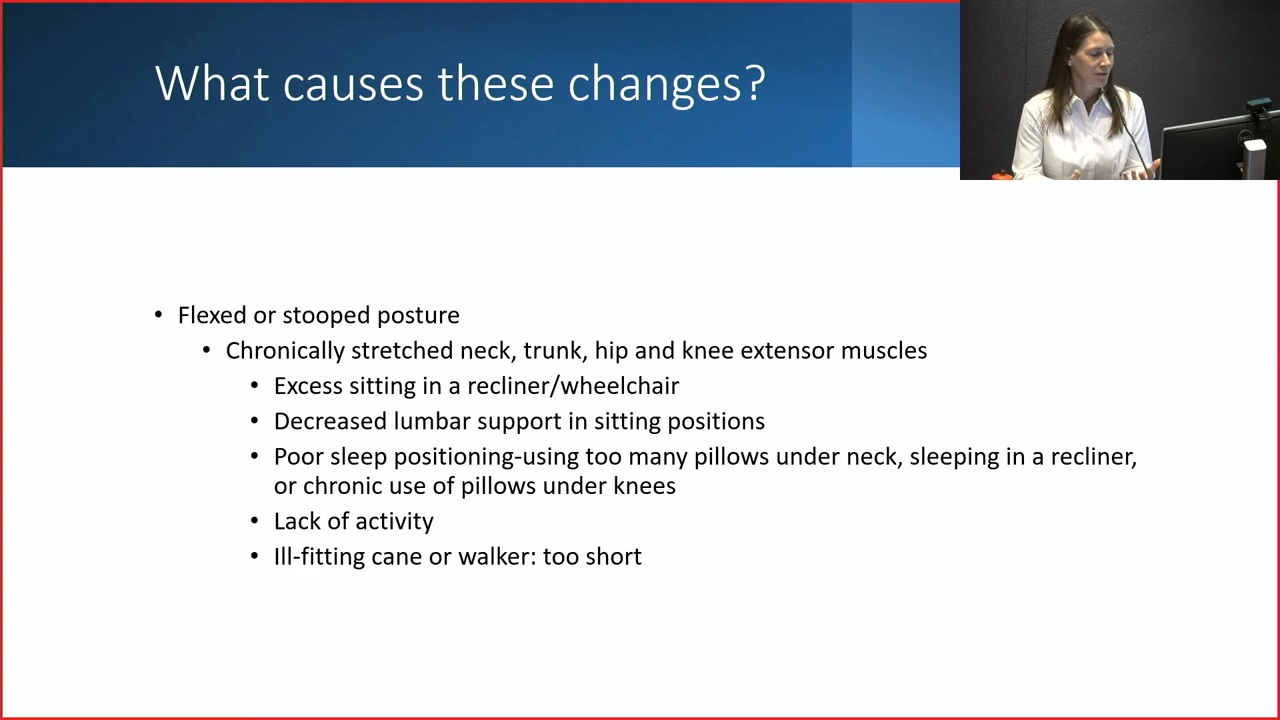 What causes these changes?
• Flexed or stooped posture
• Chronically stretched neck, trunk, hip and knee extensor muscles
• Excess sitting in a recliner/wheelchair
• Decreased lumbar support in sitting positions
• Poor sleep positioning-using too many pillows under neck, sleeping in a recliner,
or chronic use of pillows under knees
• Lack of activity
• Ill-fitting cane or walker: too short
DELL